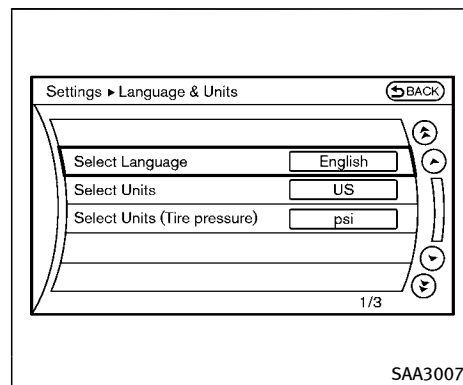 Settings ▸ Language & Units BACK
Select Language English
Select Units US
Select Units (Tire pressure) psi
1/3
SAA3007